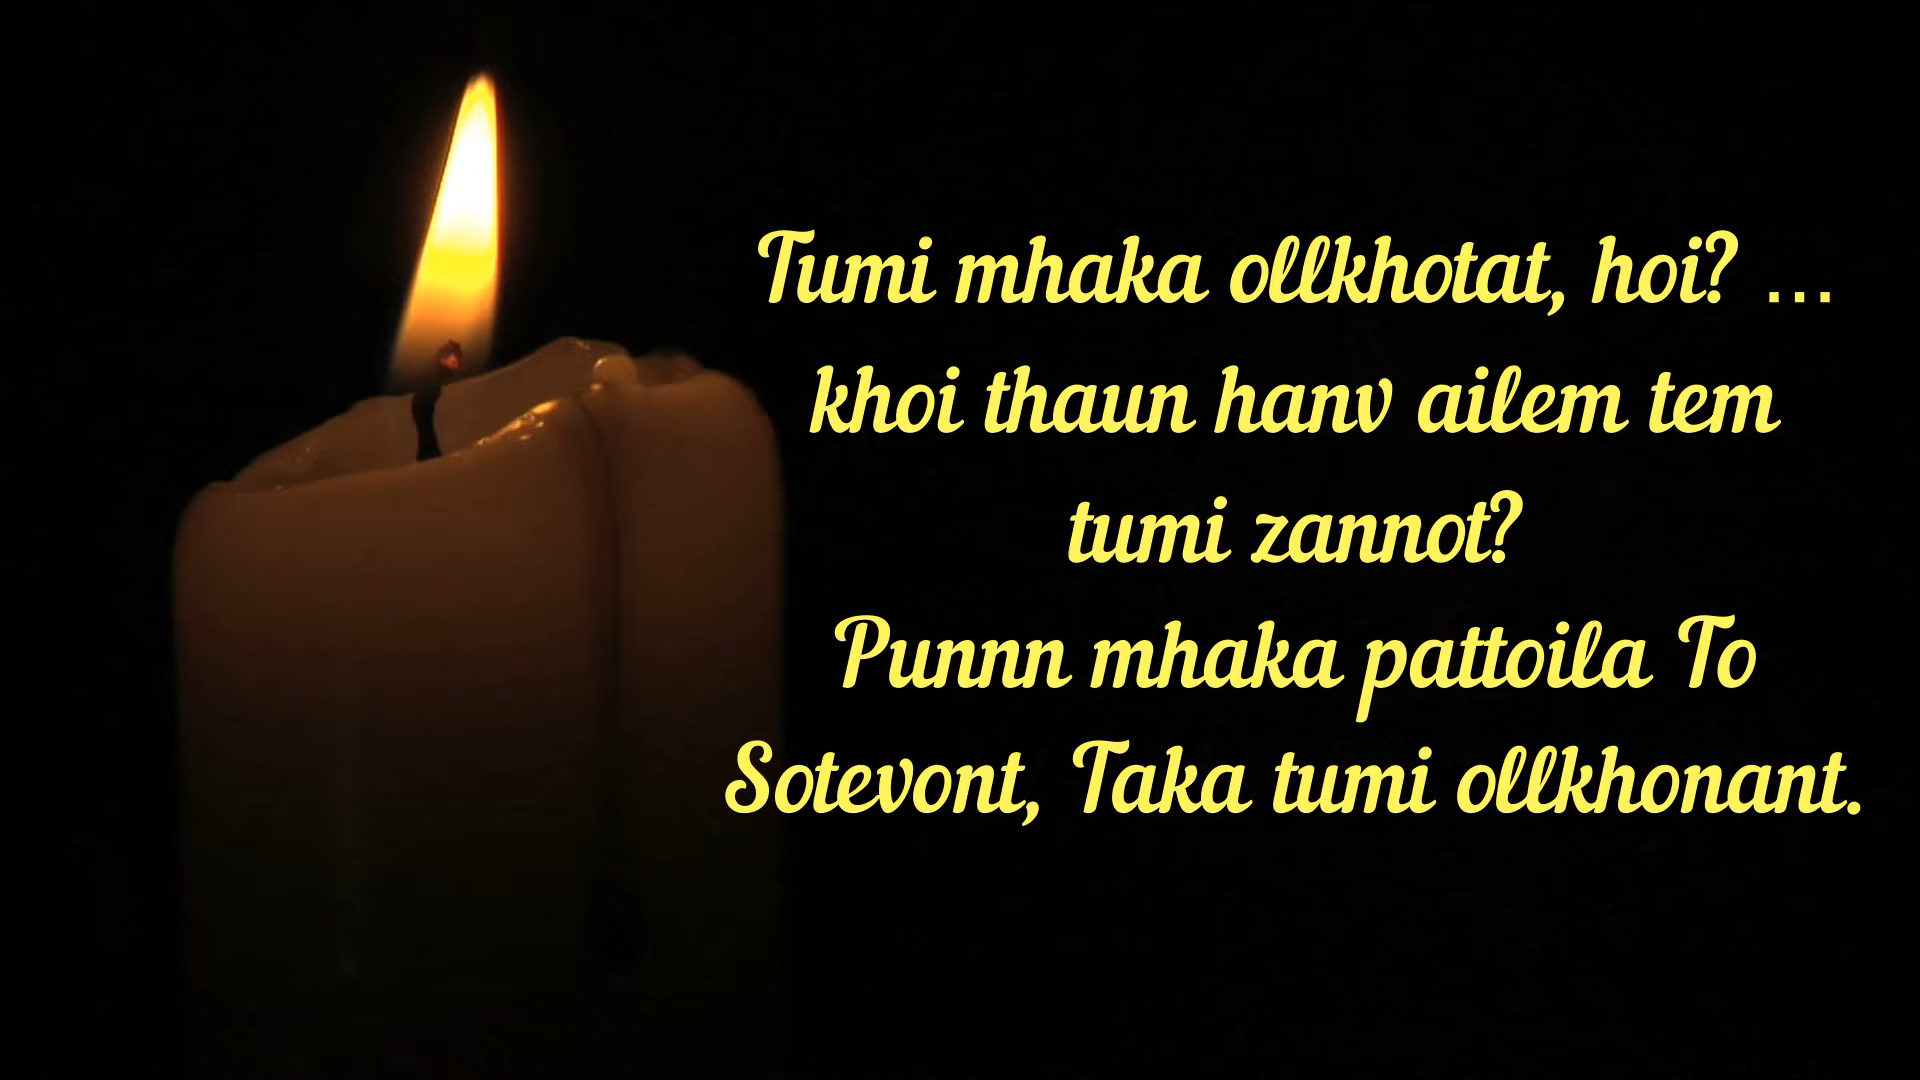 Tumi mhaka ollkhotat, hoi? ...
khoi thaun hanv ailem tem
tumi zannot?
Punnn mhaka pattoila To
Sotevont, Taka tumi ollkhonant.